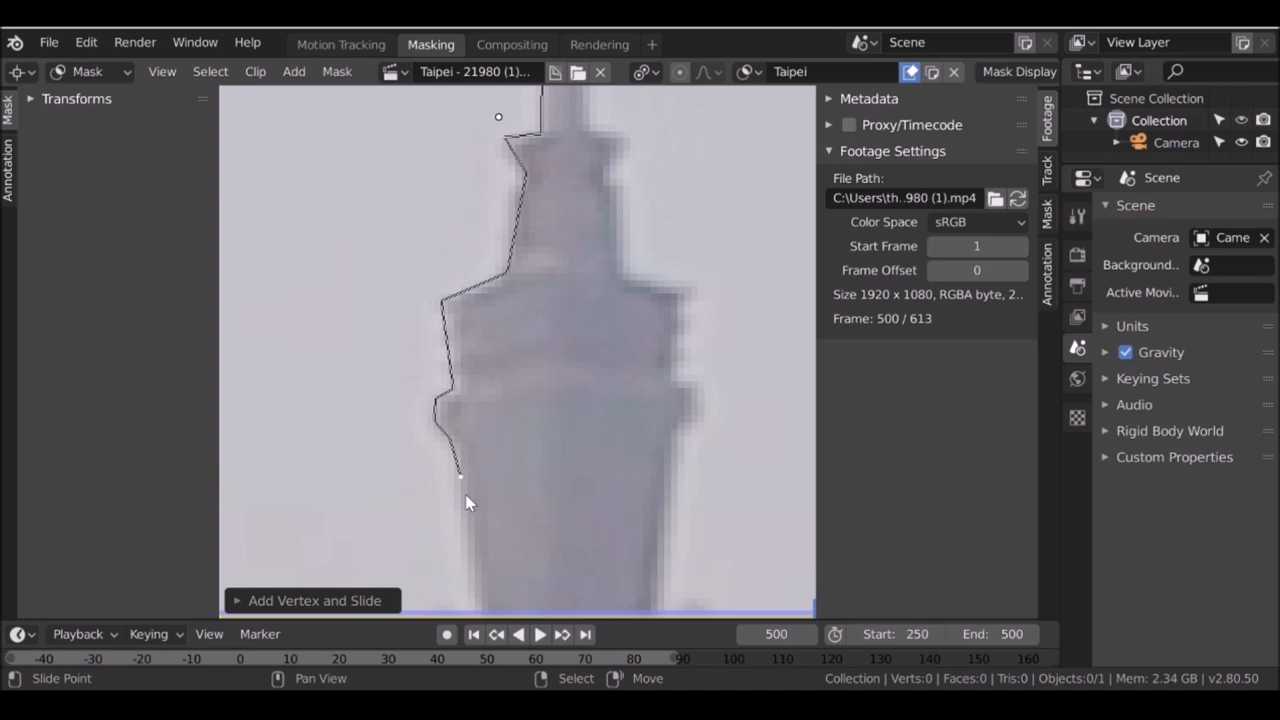 File Edit Render Window Help Motion Tracking Masking Compositing Rendering + Scene View Layer
Mask View Select Clip Add Mask Taipei - 21980 (1)... Taipei Mask Display
Transforms
Mask
Annotation
Metadata
Proxy/Timecode
Footage Settings
File Path:
C:\Users\th..980 (1).mp4
Color Space sRGB
Start Frame 1
Frame Offset 0
Size 1920 x 1080, RGBA byte, 2..
Frame: 500 / 613
Footage
Track
Mask
Annotation
Scene Collection
Collection
Camera
Scene
Scene
Camera Came
Background..
Active Movi..
Units
Gravity
Keying Sets
Audio
Rigid Body World
Custom Properties
Add Vertex and Slide
Playback Keying View Marker 500 Start: 250 End: 500
-40 -30 -20 -10 0 10 20 30 40 50 60 70 80 90 100 110 120 130 140 150 160
Slide Point Pan View Select Move Collection | Verts:0 | Faces:0 | Tris:0 | Objects:0/1 | Mem: 2.34 GB | v2.80.50